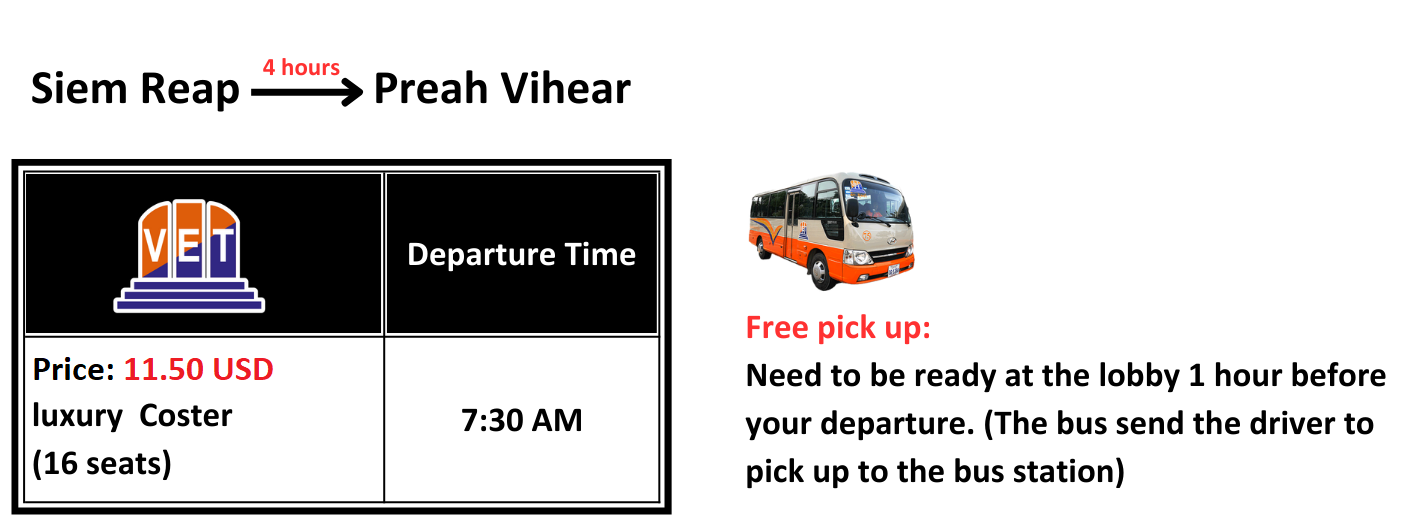 4 hours
Siem Reap Preah Vihear
VET
Departure Time
Price: 11.50 USD
luxury Coster
(16 seats)
7:30 AM
Free pick up:
Need to be ready at the lobby 1 hour before
your departure. (The bus send the driver to
pick up to the bus station)